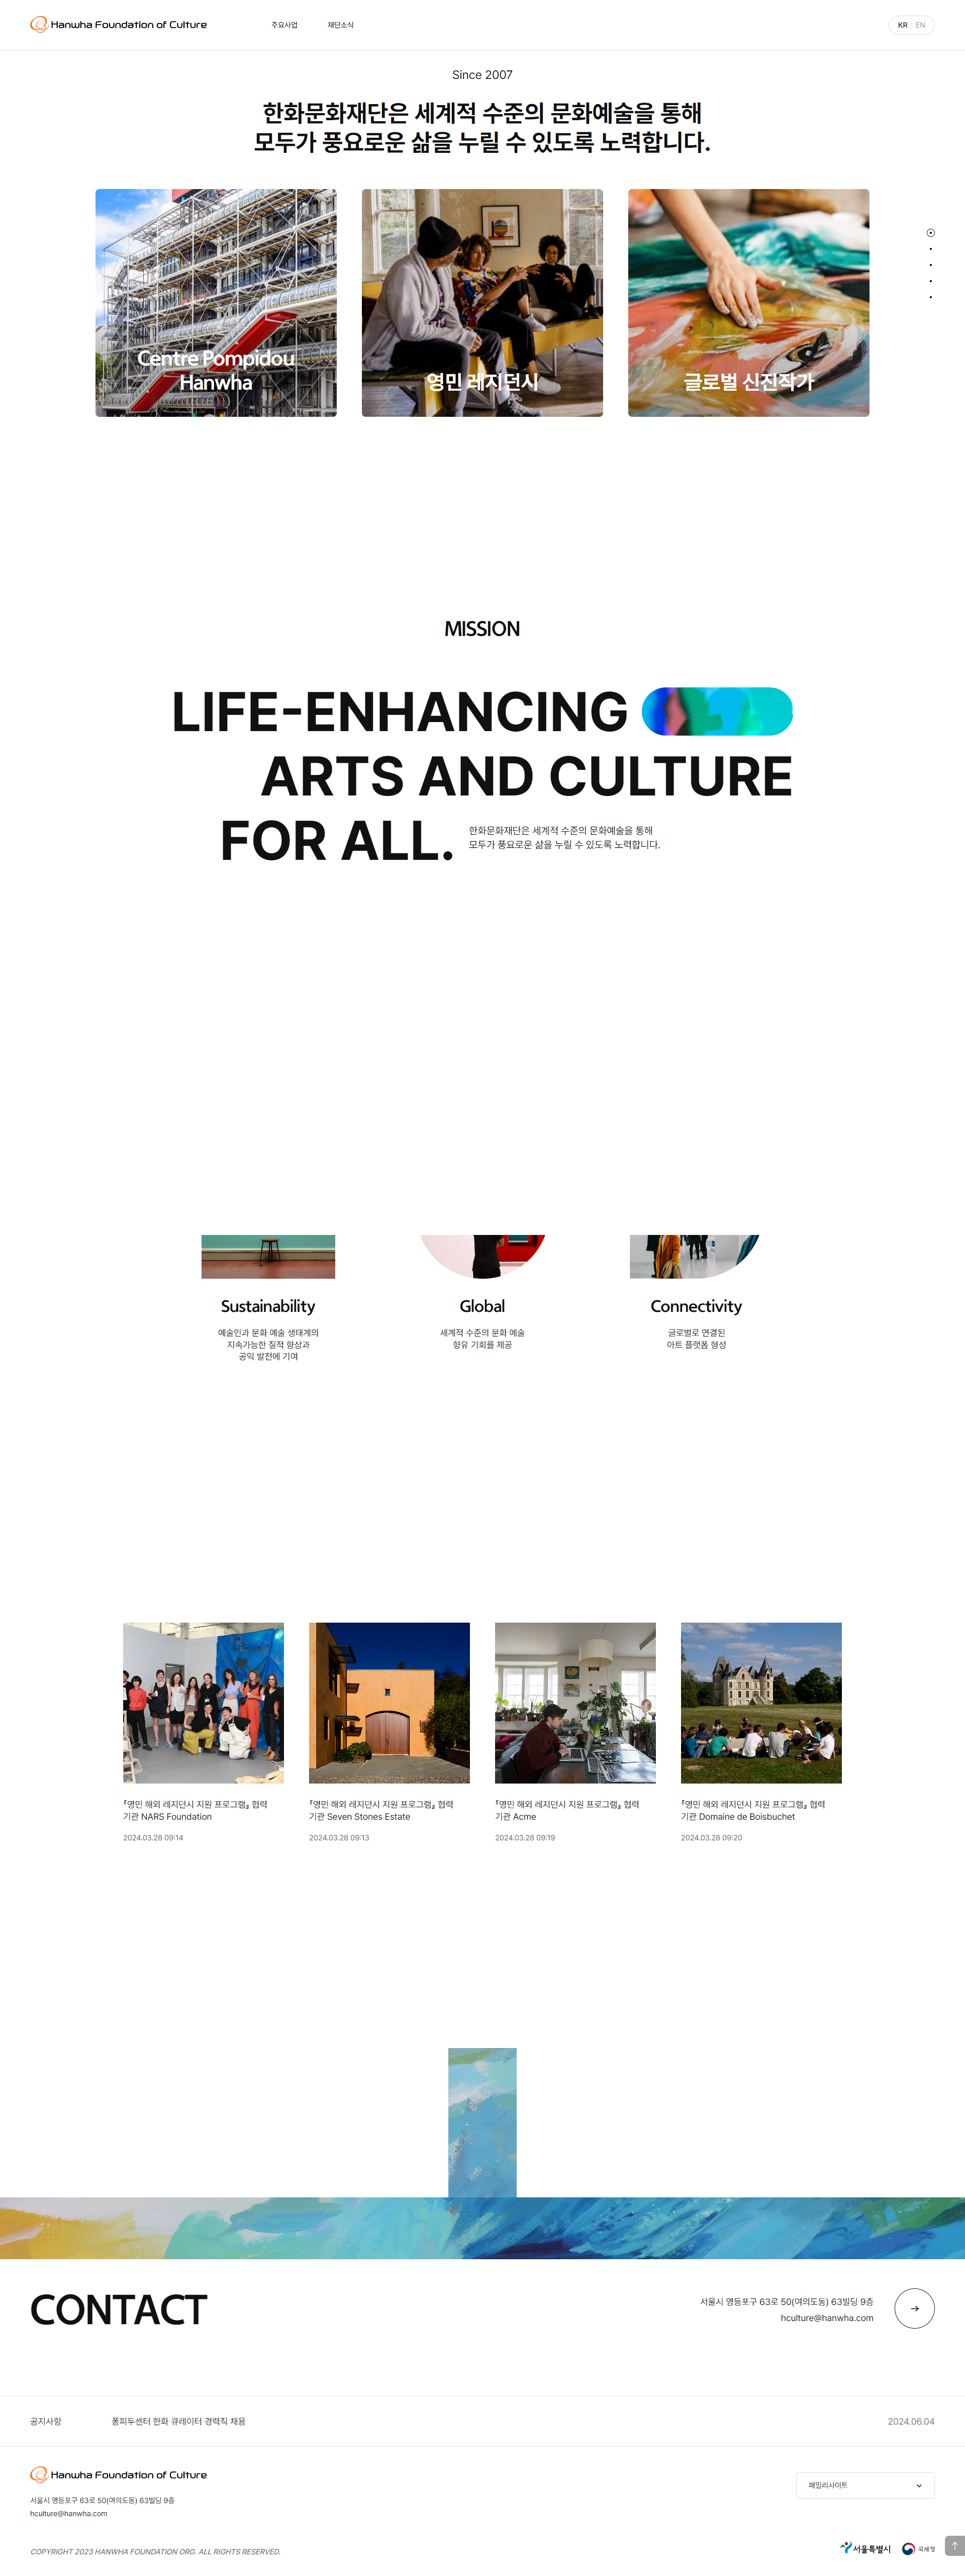 Hanwha Foundation of Culture
주요사업
재단소식
KR EN
Since 2007
한화문화재단은 세계적 수준의 문화예술을 통해
모두가 풍요로운 삶을 누릴 수 있도록 노력합니다.
Centre Pompidou
Hanwha
영민 레지던시
글로벌 신진작가
MISSION
LIFE-ENHANCING
ARTS AND CULTURE
FOR ALL.
한화문화재단은 세계적 수준의 문화예술을 통해
모두가 풍요로운 삶을 누릴 수 있도록 노력합니다.
Sustainability
예술인과 문화 예술 생태계의
지속가능한 질적 향상과
공익 발전에 기여
Global
세계적 수준의 문화 예술
향유 기회를 제공
Connectivity
글로벌로 연결된
아트 플랫폼 형성
『영민 해외 레지던시 지원 프로그램』 협력
기관 NARS Foundation
2024.03.28 09:14
『영민 해외 레지던시 지원 프로그램』 협력
기관 Seven Stones Estate
2024.03.28 09:13
『영민 해외 레지던시 지원 프로그램』 협력
기관 Acme
2024.03.28 09:19
『영민 해외 레지던시 지원 프로그램』 협력
기관 Domaine de Boisbuchet
2024.03.28 09:20
CONTACT
서울시 영등포구 63로 50(여의도동) 63빌딩 9층
hculture@hanwha.com
공지사항
퐁피두센터 한화 큐레이터 경력직 채용
2024.06.04
Hanwha Foundation of Culture
서울시 영등포구 63로 50(여의도동) 63빌딩 9층
hculture@hanwha.com
패밀리사이트
COPYRIGHT 2023 HANWHA FOUNDATION ORG. ALL RIGHTS RESERVED.
서울특별시
국세청